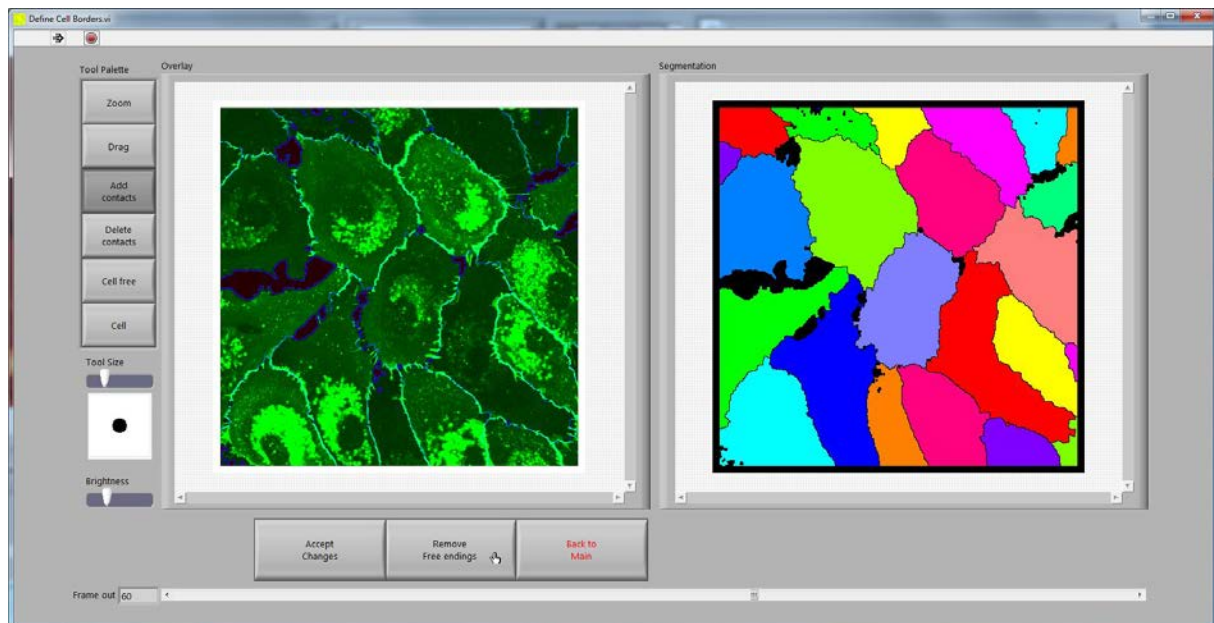 Define Cell Borders.vi
Tool Palette
Overlay
Segmentation
Zoom
Drag
Add
contacts
Delete
contacts
Cell free
Cell
Tool Size
Brightness
Accept
Changes
Remove
Free endings
Back to
Main
Frame out 60